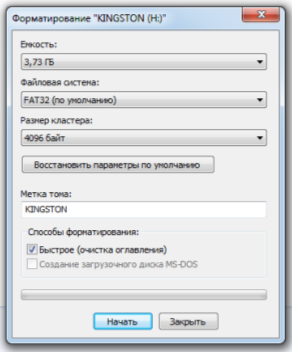 Форматирование "KINGSTON (H:)"
Емкость:
3,73 ГБ
Файловая система:
FAT32 (по умолчанию)
Размер кластера:
4096 байт
Восстановить параметры по умолчанию
Метка тома:
KINGSTON
Способы форматирования:
Быстрое (очистка оглавления)
Создание загрузочного диска MS-DOS
Начать Закрыть